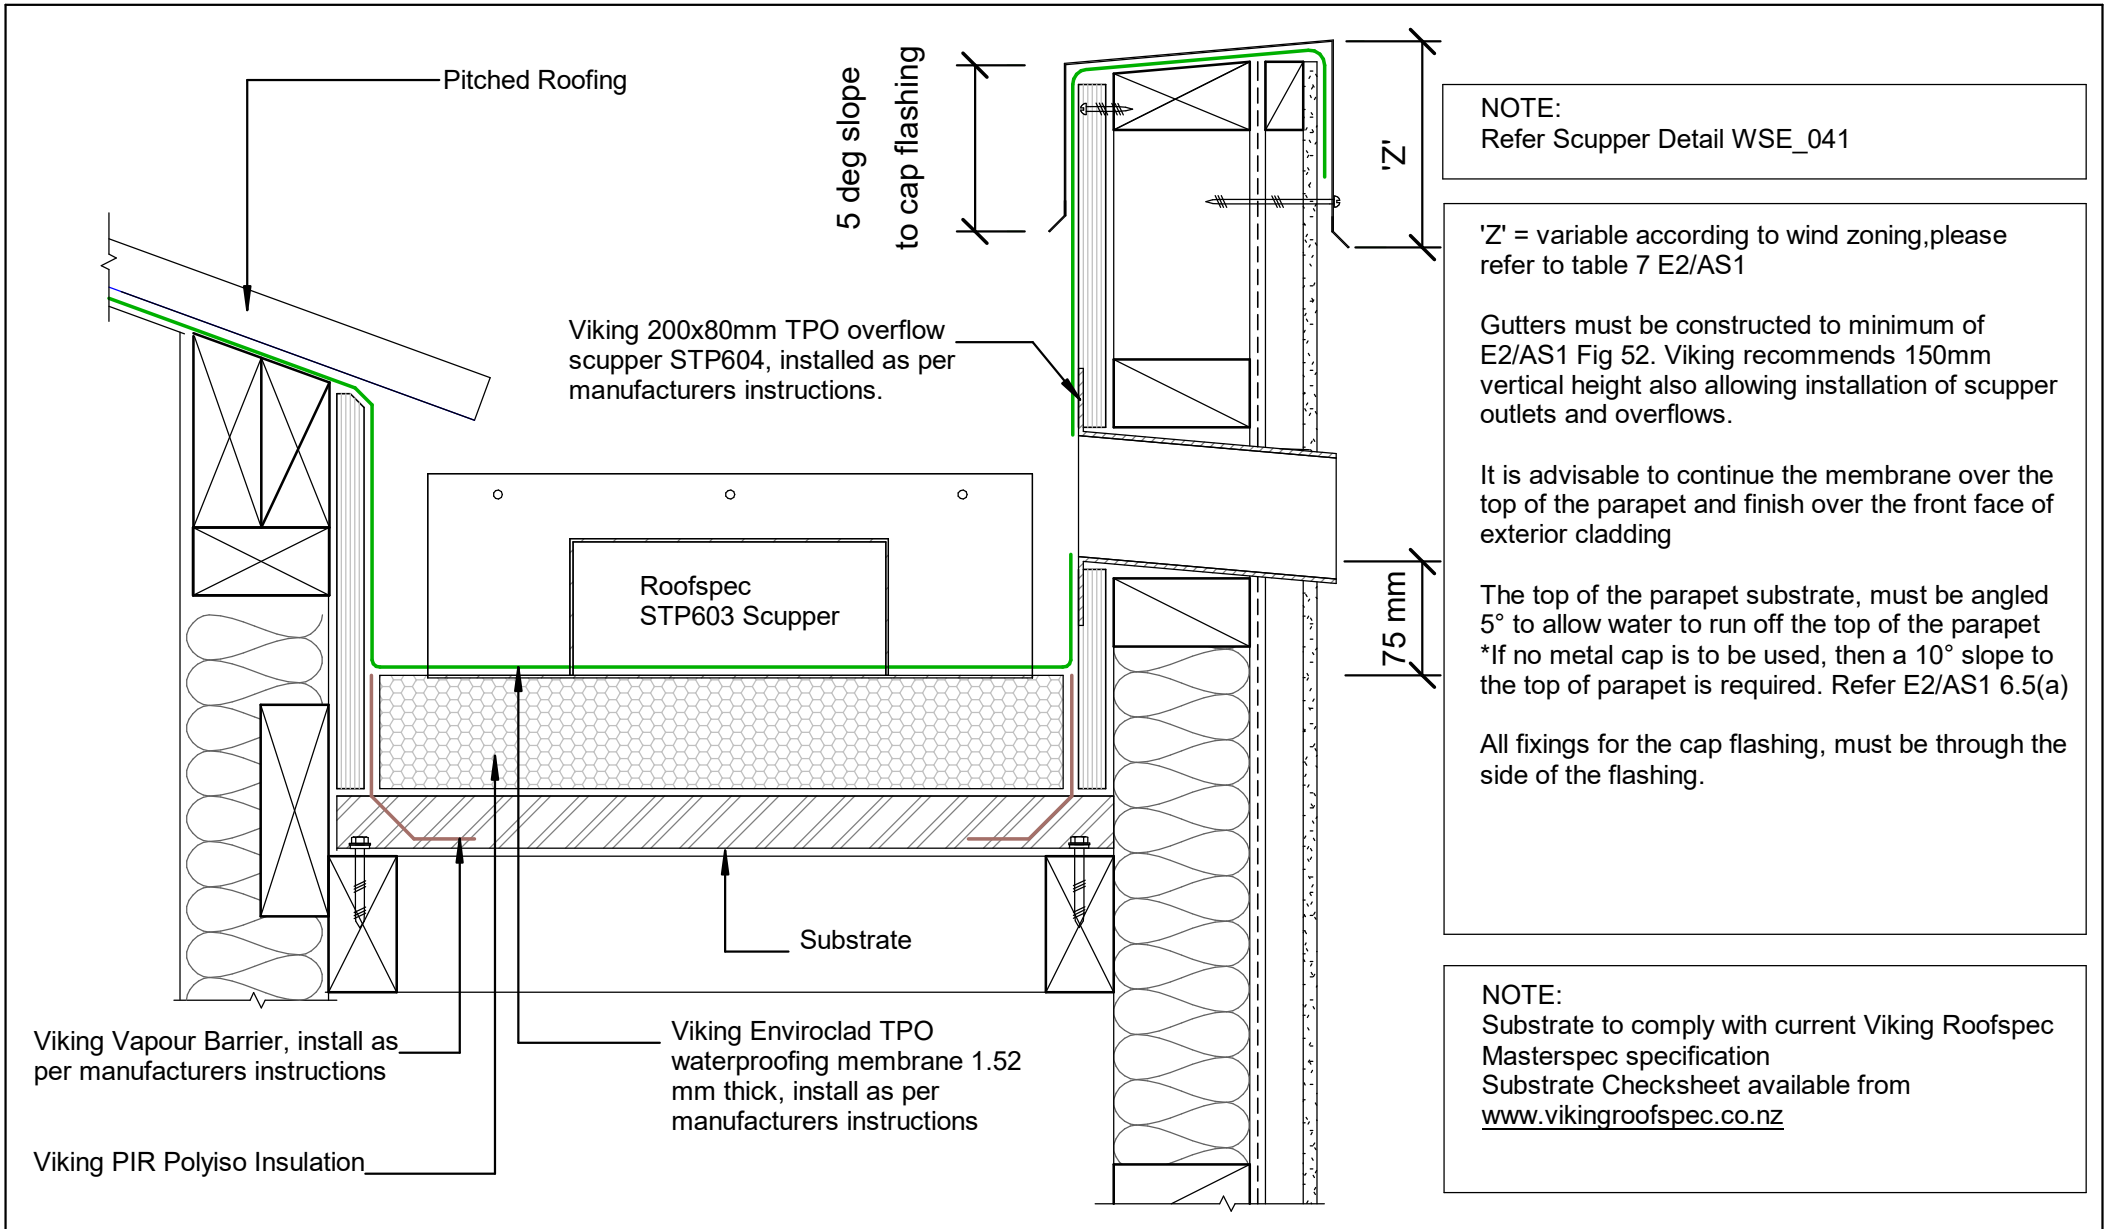 Pitched Roofing
5 deg slope
to cap flashing
'Z'
Viking 200x80mm TPO overflow
scupper STP604, installed as per
manufacturers instructions.
Roofspec
STP603 Scupper
75 mm
Substrate
Viking Vapour Barrier, install as
per manufacturers instructions
Viking PIR Polyiso Insulation
Viking Enviroclad TPO
waterproofing membrane 1.52
mm thick, install as per
manufacturers instructions
NOTE:
Refer Scupper Detail WSE_041
'Z' = variable according to wind zoning,please
refer to table 7 E2/AS1
Gutters must be constructed to minimum of
E2/AS1 Fig 52. Viking recommends 150mm
vertical height also allowing installation of scupper
outlets and overflows.
It is advisable to continue the membrane over the
top of the parapet and finish over the front face of
exterior cladding
The top of the parapet substrate, must be angled
5° to allow water to run off the top of the parapet
*If no metal cap is to be used, then a 10° slope to
the top of parapet is required. Refer E2/AS1 6.5(a)
All fixings for the cap flashing, must be through the
side of the flashing.
NOTE:
Substrate to comply with current Viking Roofspec
Masterspec specification
Substrate Checksheet available from
www.vikingroofspec.co.nz